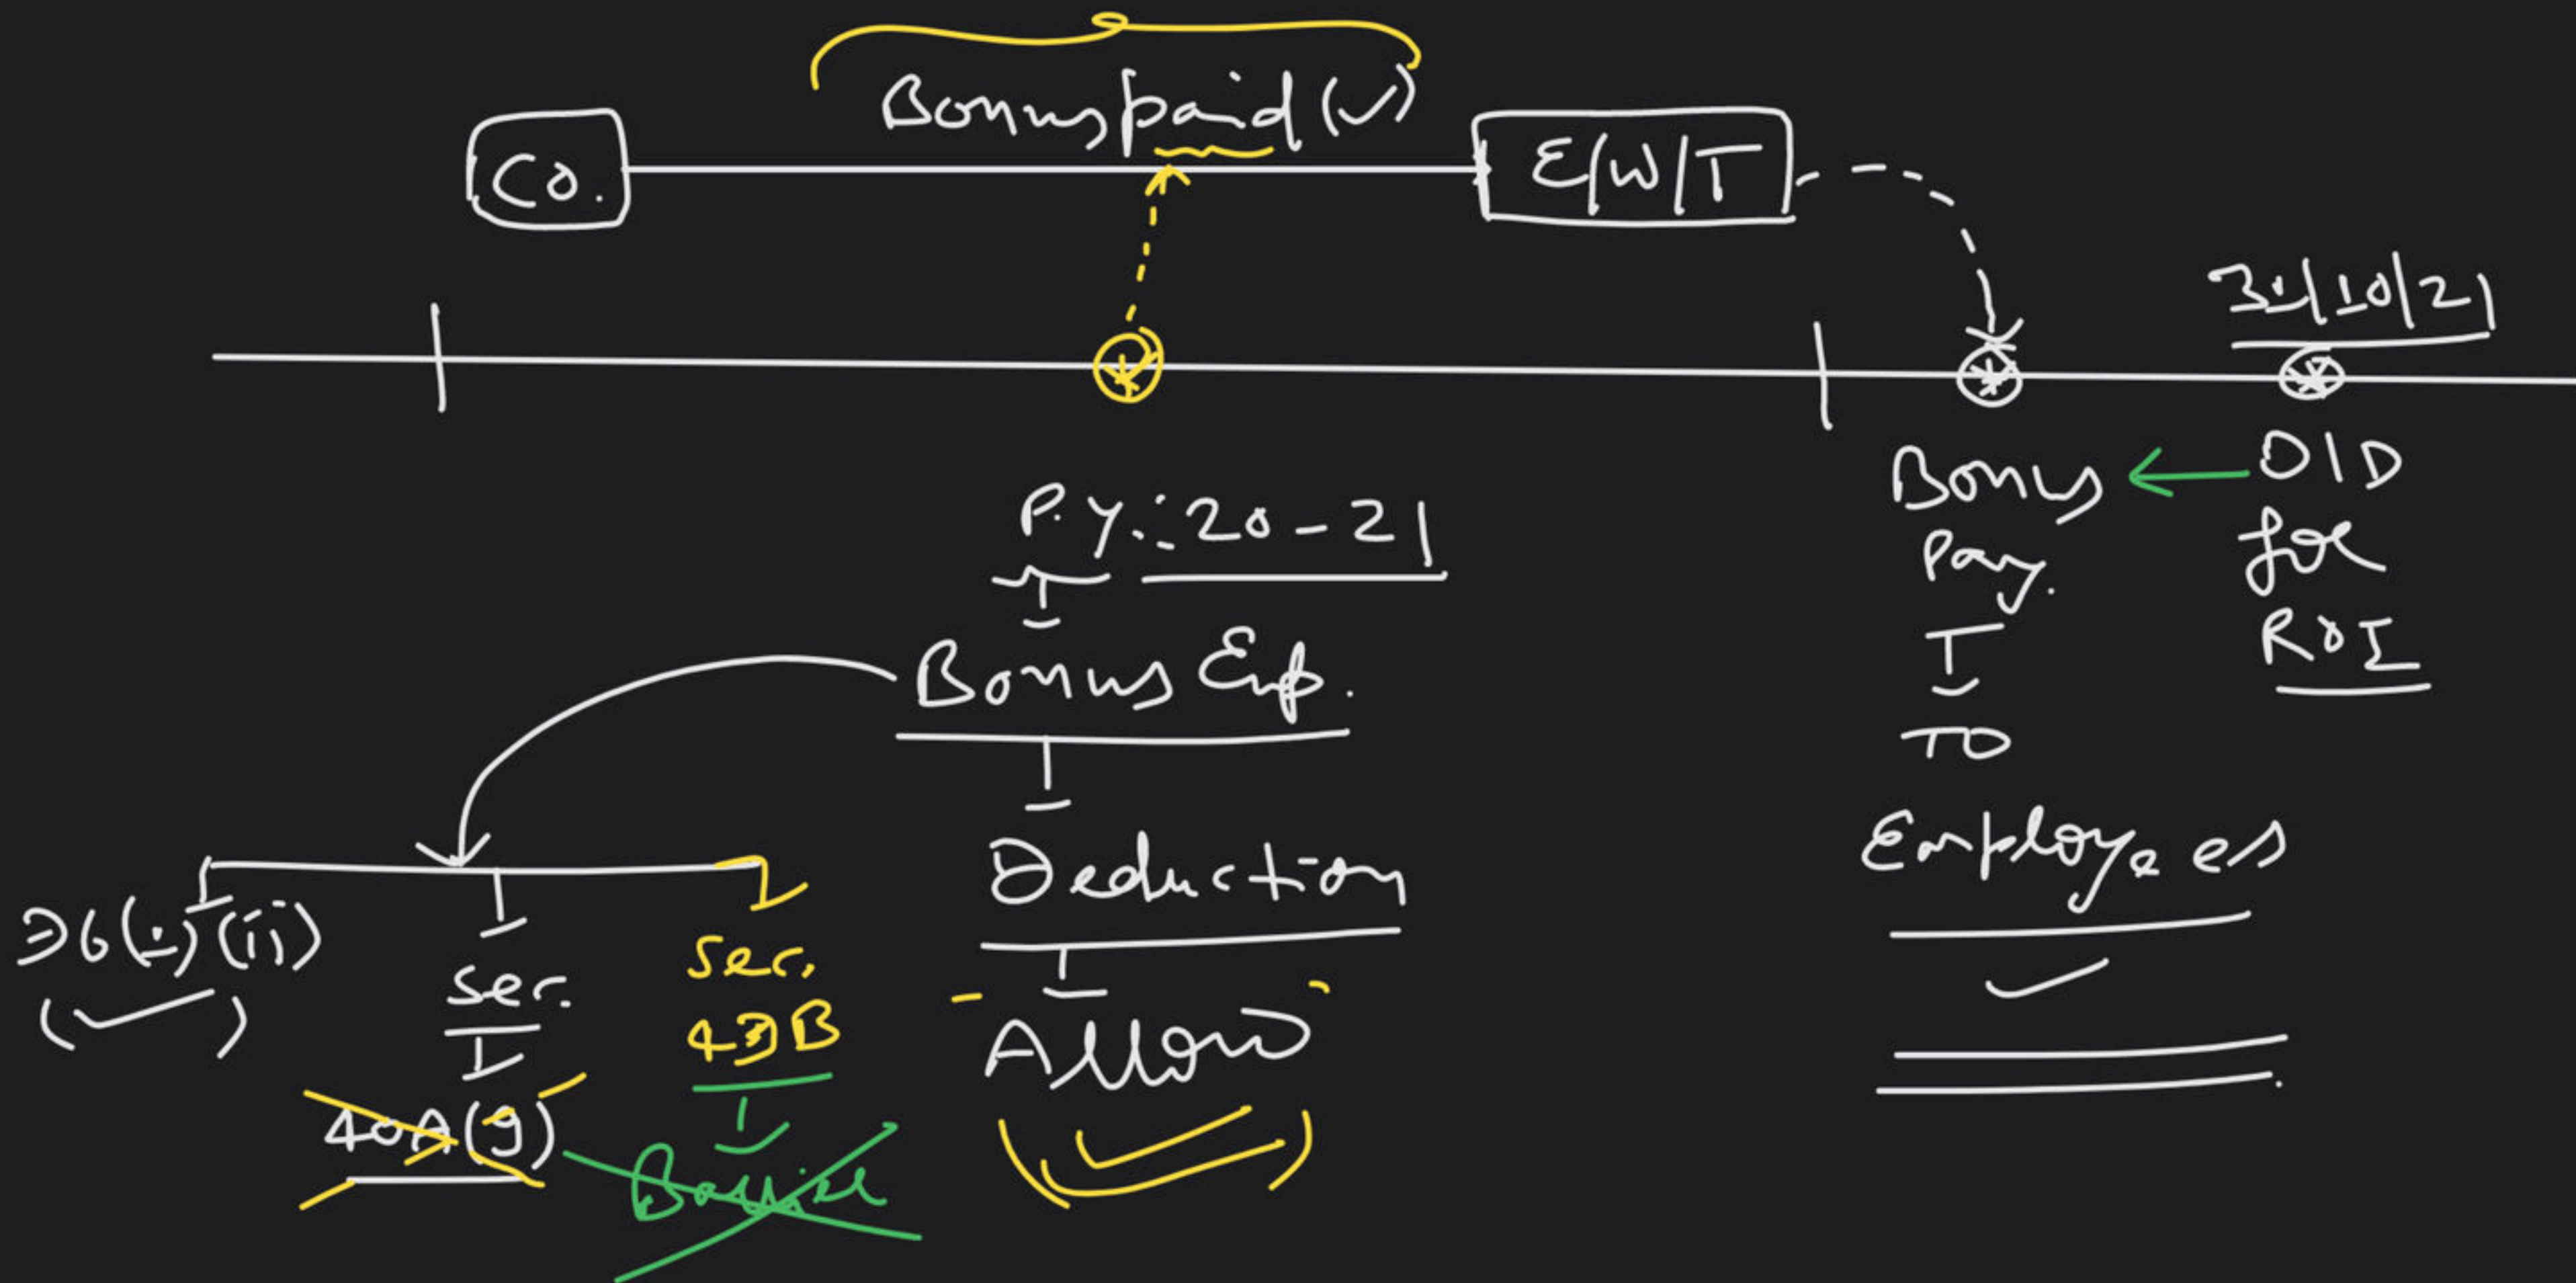 Bonus paid (✓)
Co.
E/W/T
31/10/21
P.Y.:20-21
Bonus Exp.
Deduction
Allow
36(1)(ii)
(✓)
Sec.
40A(9)
Sec.
43B
Barrier
Bonus
Pay.
TO
Employees
✓
D/D
for
ROI